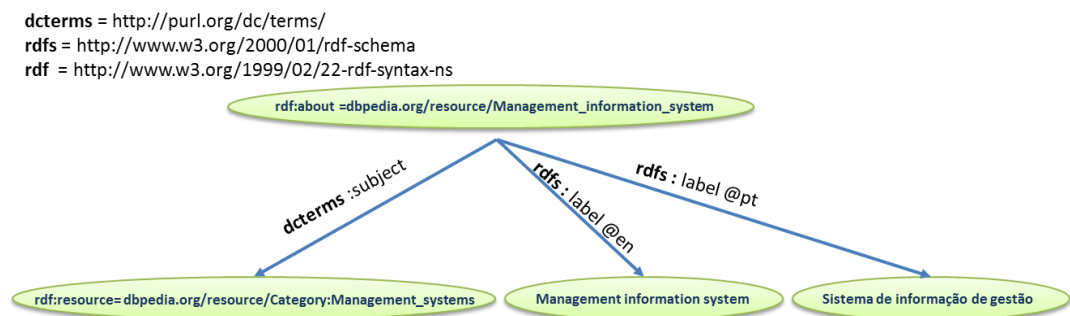 dcterms = http://purl.org/dc/terms/
rdfs = http://www.w3.org/2000/01/rdf-schema
rdf = http://www.w3.org/1999/02/22-rdf-syntax-ns
rdf:about =dbpedia.org/resource/Management_information_system
dcterms :subject
rdfs : label @en
rdfs : label @pt
rdf:resource= dbpedia.org/resource/Category:Management_systems
Management information system
Sistema de informação de gestão